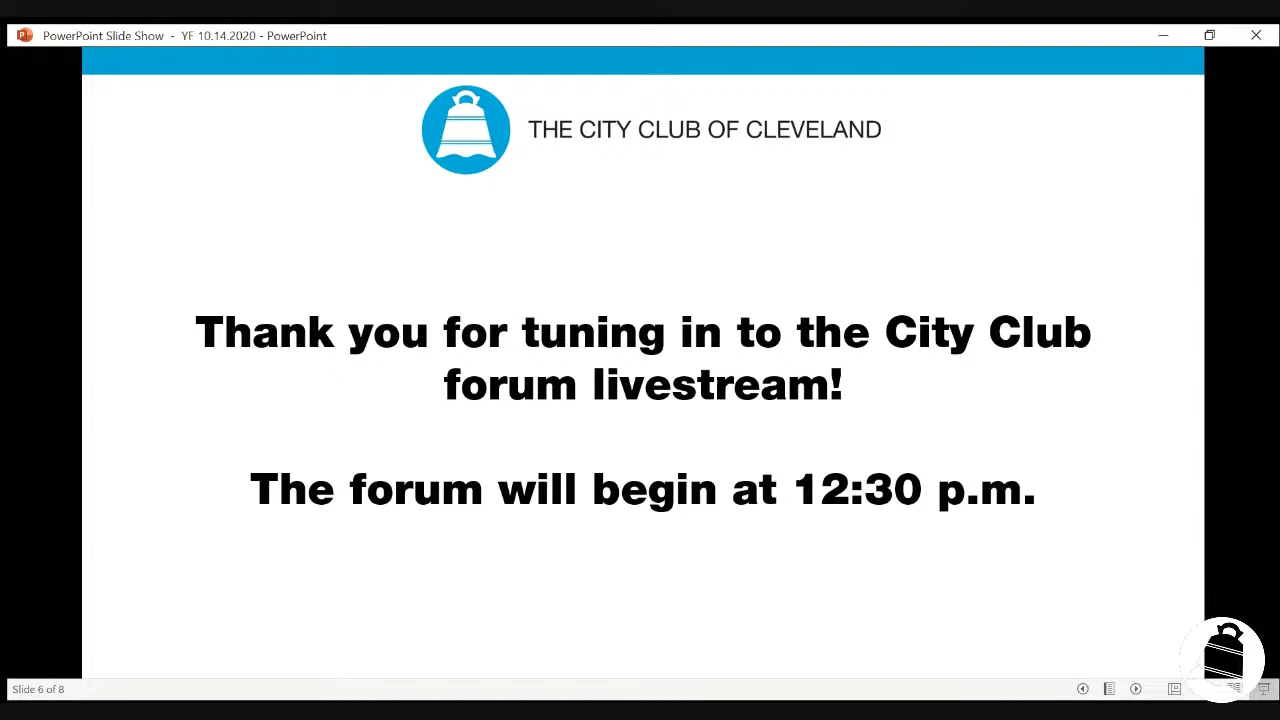 PowerPoint Slide Show - YF 10.14.2020 - PowerPoint
THE CITY CLUB OF CLEVELAND
Thank you for tuning in to the City Club
forum livestream!
The forum will begin at 12:30 p.m.
Slide 6 of 8